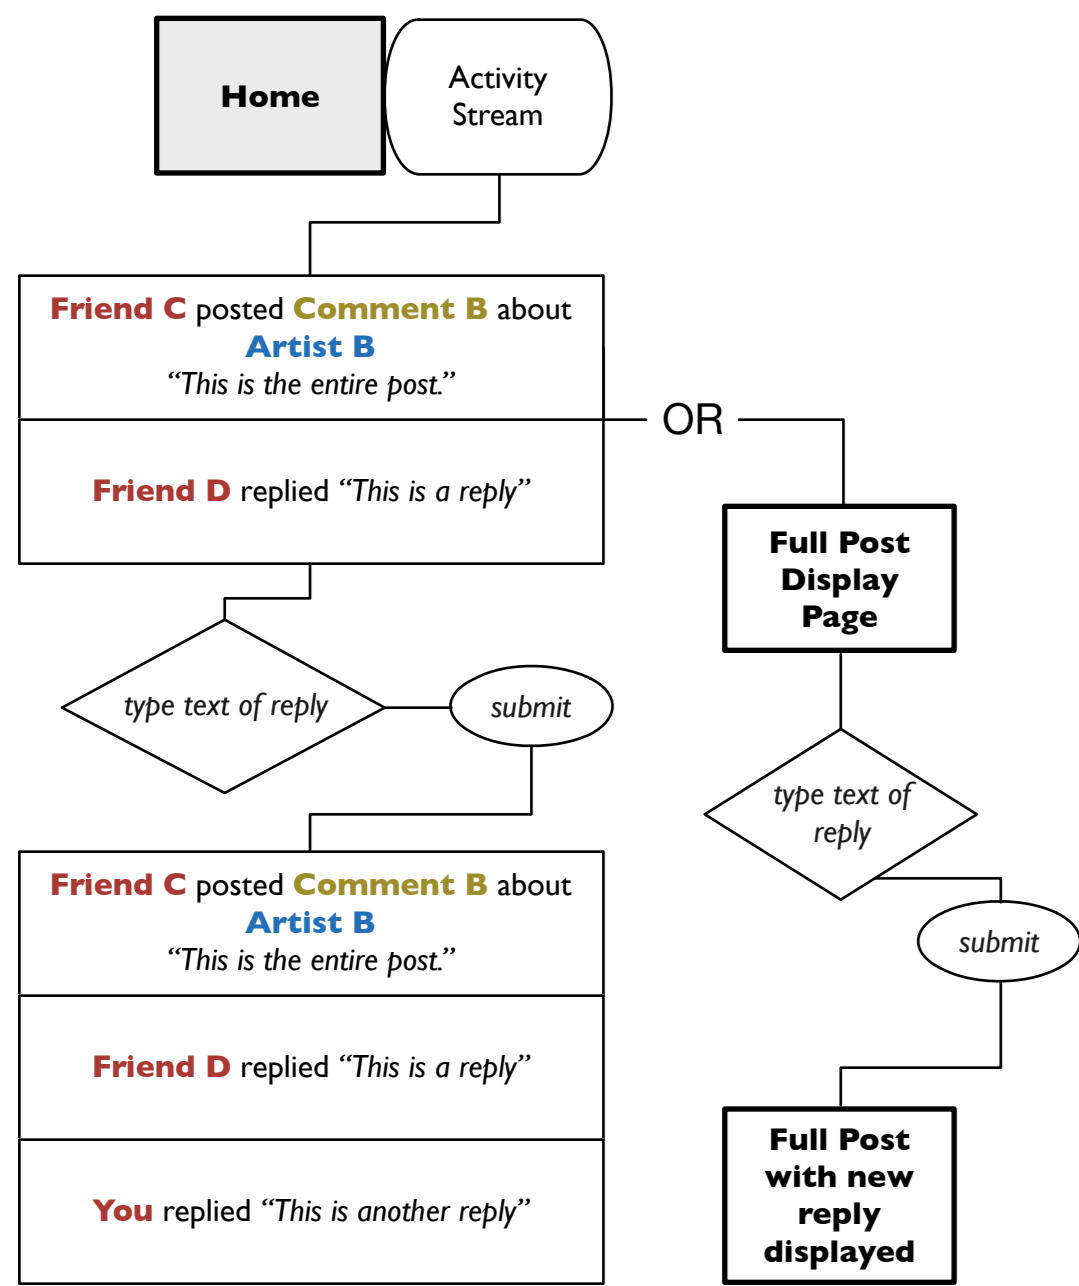 Home
Activity
Stream
Friend C posted Comment B about
Artist B
“This is the entire post.”
OR
Friend D replied “This is a reply”
Full Post
Display
Page
type text of reply
submit
type text of
reply
Friend C posted Comment B about
Artist B
“This is the entire post.”
submit
Friend D replied “This is a reply”
Full Post
with new
reply
displayed
You replied “This is another reply”